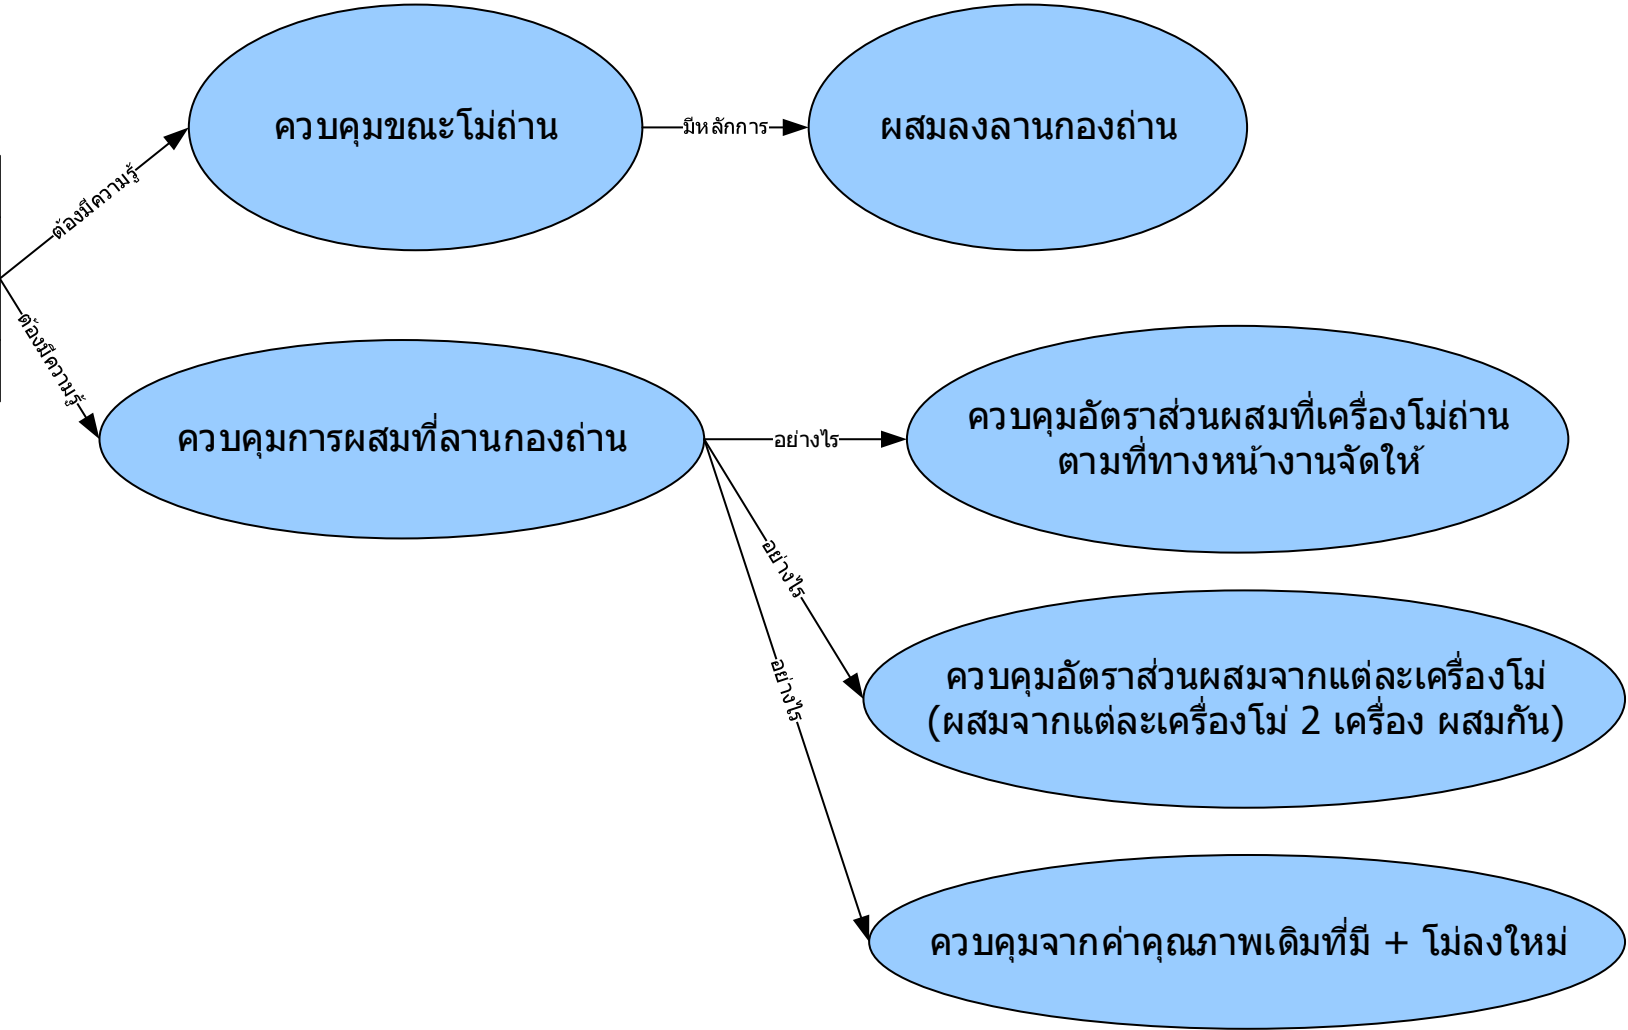 ควบคุมขณะโม่ถ่าน
มีหลักการ
ผสมลงลานกองถ่าน
ต้องมีความรู้
ต้องมีความรู้
ควบคุมการผสมที่ลานกองถ่าน
อย่างไร
ควบคุมอัตราส่วนผสมที่เครื่องโม่ถ่าน
ตามที่ทางหน้างานจัดให้
อย่างไร
ควบคุมอัตราส่วนผสมจากแต่ละเครื่องโม่
(ผสมจากแต่ละเครื่องโม่ 2 เครื่อง ผสมกัน)
อย่างไร
ควบคุมจากค่าคุณภาพเดิมที่มี + โม่ลงใหม่